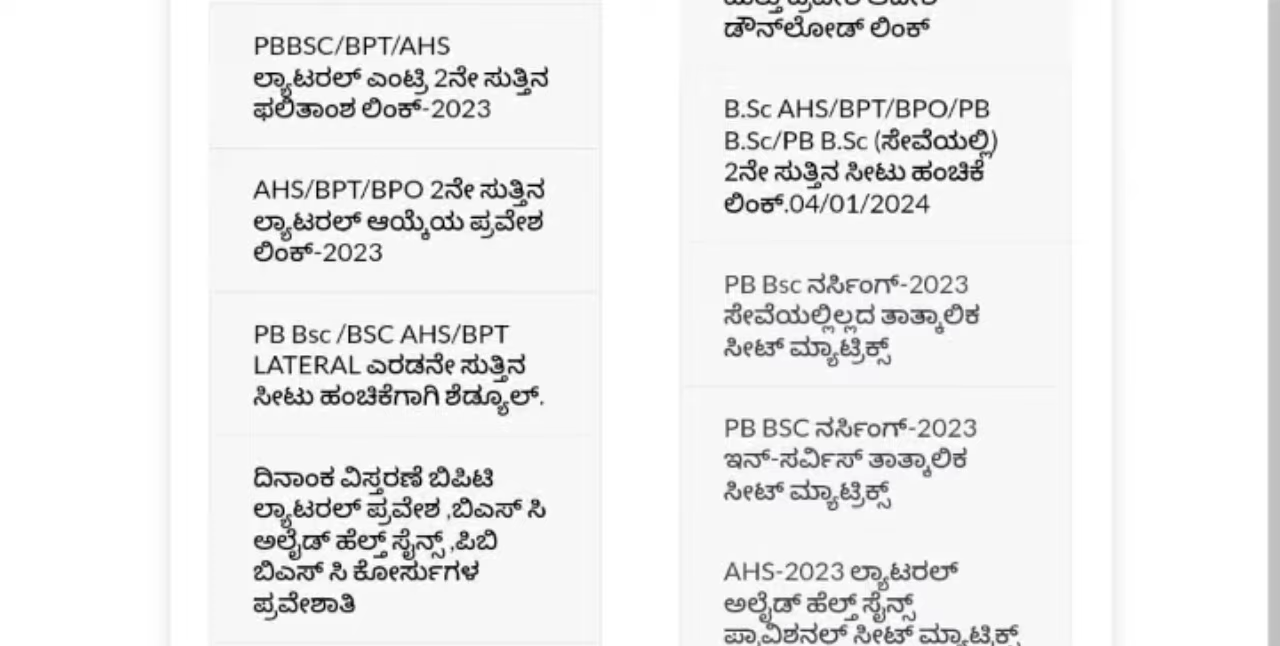 PBBSC/BPT/AHS
ಲ್ಯಾಟರಲ್ ಎಂಟ್ರಿ 2ನೇ ಸುತ್ತಿನ
ಫಲಿತಾಂಶ ಲಿಂಕ್-2023
AHS/BPT/BPO 2ನೇ ಸುತ್ತಿನ
ಲ್ಯಾಟರಲ್ ಆಯ್ಕೆಯ ಪ್ರವೇಶ
ಲಿಂಕ್-2023
PB Bsc /BSC AHS/BPT
LATERAL ಎರಡನೇ ಸುತ್ತಿನ
ಸೀಟು ಹಂಚಿಕೆಗಾಗಿ ಶೆಡ್ಯೂಲ್.
ದಿನಾಂಕ ವಿಸ್ತರಣೆ ಬಿಪಿಟಿ
ಲ್ಯಾಟರಲ್ ಪ್ರವೇಶ ,ಬಿಎಸ್ ಸಿ
ಅಲೈಡ್ ಹೆಲ್ತ್ ಸೈನ್ಸ್ ,ಪಿಬಿ
ಬಿಎಸ್ ಸಿ ಕೋರ್ಸುಗಳ
ಪ್ರವೇಶಾತಿ
ಡೌನ್‌ಲೋಡ್ ಲಿಂಕ್
B.Sc AHS/BPT/BPO/PB
B.Sc/PB B.Sc (ಸೇವೆಯಲ್ಲಿ)
2ನೇ ಸುತ್ತಿನ ಸೀಟು ಹಂಚಿಕೆ
ಲಿಂಕ್.04/01/2024
PB Bsc ನರ್ಸಿಂಗ್-2023
ಸೇವೆಯಲ್ಲಿಲ್ಲದ ತಾತ್ಕಾಲಿಕ
ಸೀಟ್ ಮ್ಯಾಟ್ರಿಕ್ಸ್
PB BSC ನರ್ಸಿಂಗ್-2023
ಇನ್-ಸರ್ವಿಸ್ ತಾತ್ಕಾಲಿಕ
ಸೀಟ್ ಮ್ಯಾಟ್ರಿಕ್ಸ್
AHS-2023 ಲ್ಯಾಟರಲ್
ಅಲೈಡ್ ಹೆಲ್ತ್ ಸೈನ್ಸ್
ಪ್ರಾವಿಶನಲ್ ಸೀಟ್ ಮ್ಯಾಟ್ರಿಕ್ಸ್